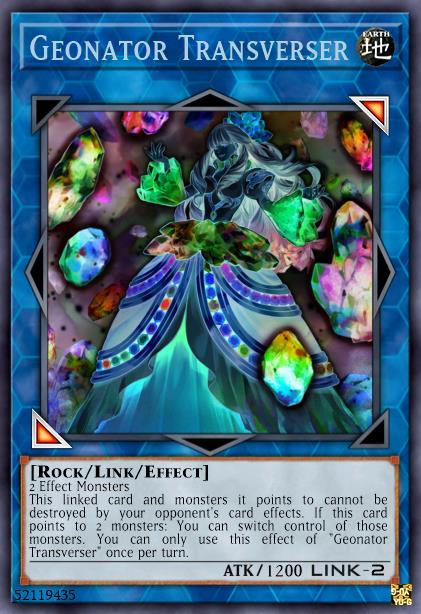 GEONATOR TRANSVERSER
EARTH
地
[ROCK/LINK/EFFECT]
2 Effect Monsters
This linked card and monsters it points to cannot be
destroyed by your opponent's card effects. If this card
points to 2 monsters: You can switch control of those
monsters. You can only use this effect of "Geonator
Transverser" once per turn.
ATK/1200 LINK-2
52119435